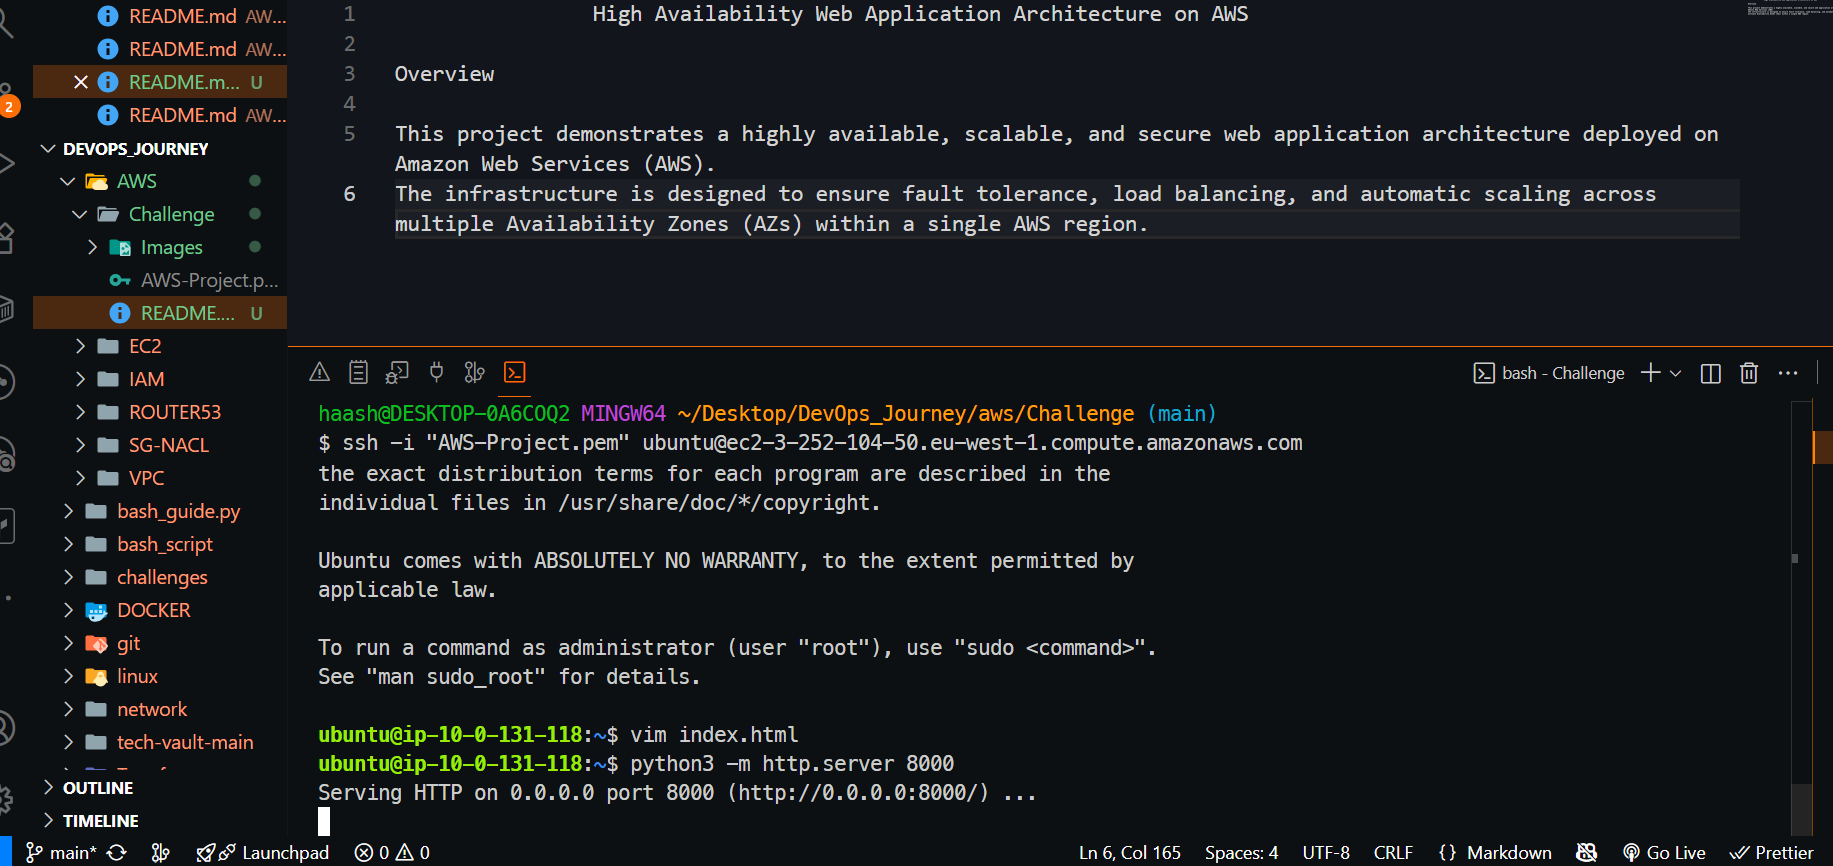 README.md AW...
README.md AW...
README.m... U
README.md AW...
2
DEVOPS_JOURNEY
AWS
Challenge
Images
AWS-Project.p...
README.... U
EC2
IAM
ROUTER53
SG-NACL
VPC
bash_guide.py
bash_script
challenges
DOCKER
git
linux
network
tech-vault-main
OUTLINE
TIMELINE
1 High Availability Web Application Architecture on AWS
2
3 Overview
4
5 This project demonstrates a highly available, scalable, and secure web application architecture deployed on
Amazon Web Services (AWS).
6 The infrastructure is designed to ensure fault tolerance, load balancing, and automatic scaling across
multiple Availability Zones (AZs) within a single AWS region.
bash - Challenge
haash@DESKTOP-0A6COQ2 MINGW64 ~/Desktop/DevOps_Journey/aws/Challenge (main)
$ ssh -i "AWS-Project.pem" ubuntu@ec2-3-252-104-50.eu-west-1.compute.amazonaws.com
the exact distribution terms for each program are described in the
individual files in /usr/share/doc/*/copyright.
Ubuntu comes with ABSOLUTELY NO WARRANTY, to the extent permitted by
applicable law.
To run a command as administrator (user "root"), use "sudo <command>".
See "man sudo_root" for details.
ubuntu@ip-10-0-131-118:~$ vim index.html
ubuntu@ip-10-0-131-118:~$ python3 -m http.server 8000
Serving HTTP on 0.0.0.0 port 8000 (http://0.0.0.0:8000/) ...
main* Launchpad 0 0 Ln 6, Col 165 Spaces: 4 UTF-8 CRLF {} Markdown Go Live Prettier